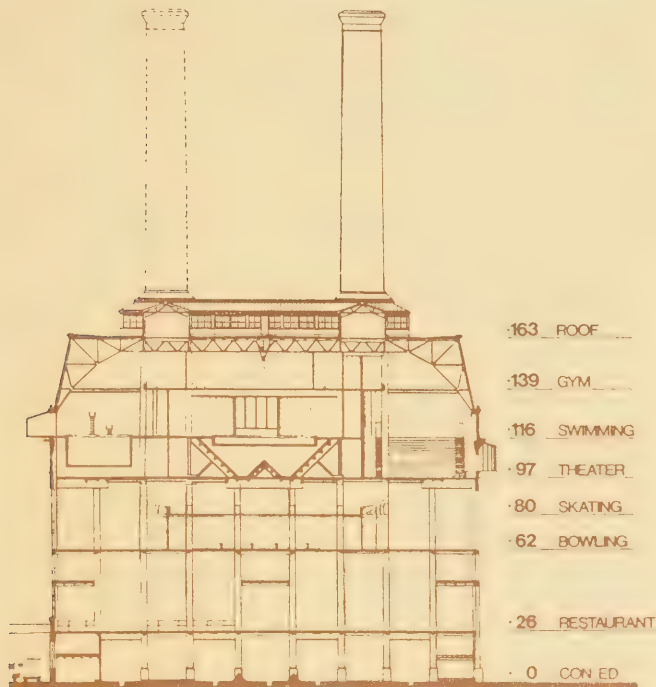 ·163 ROOF
·139 GYM
·116 SWIMMING
·97 THEATER
·80 SKATING
·62 BOWLING
·26 RESTAURANT
·0 CON ED